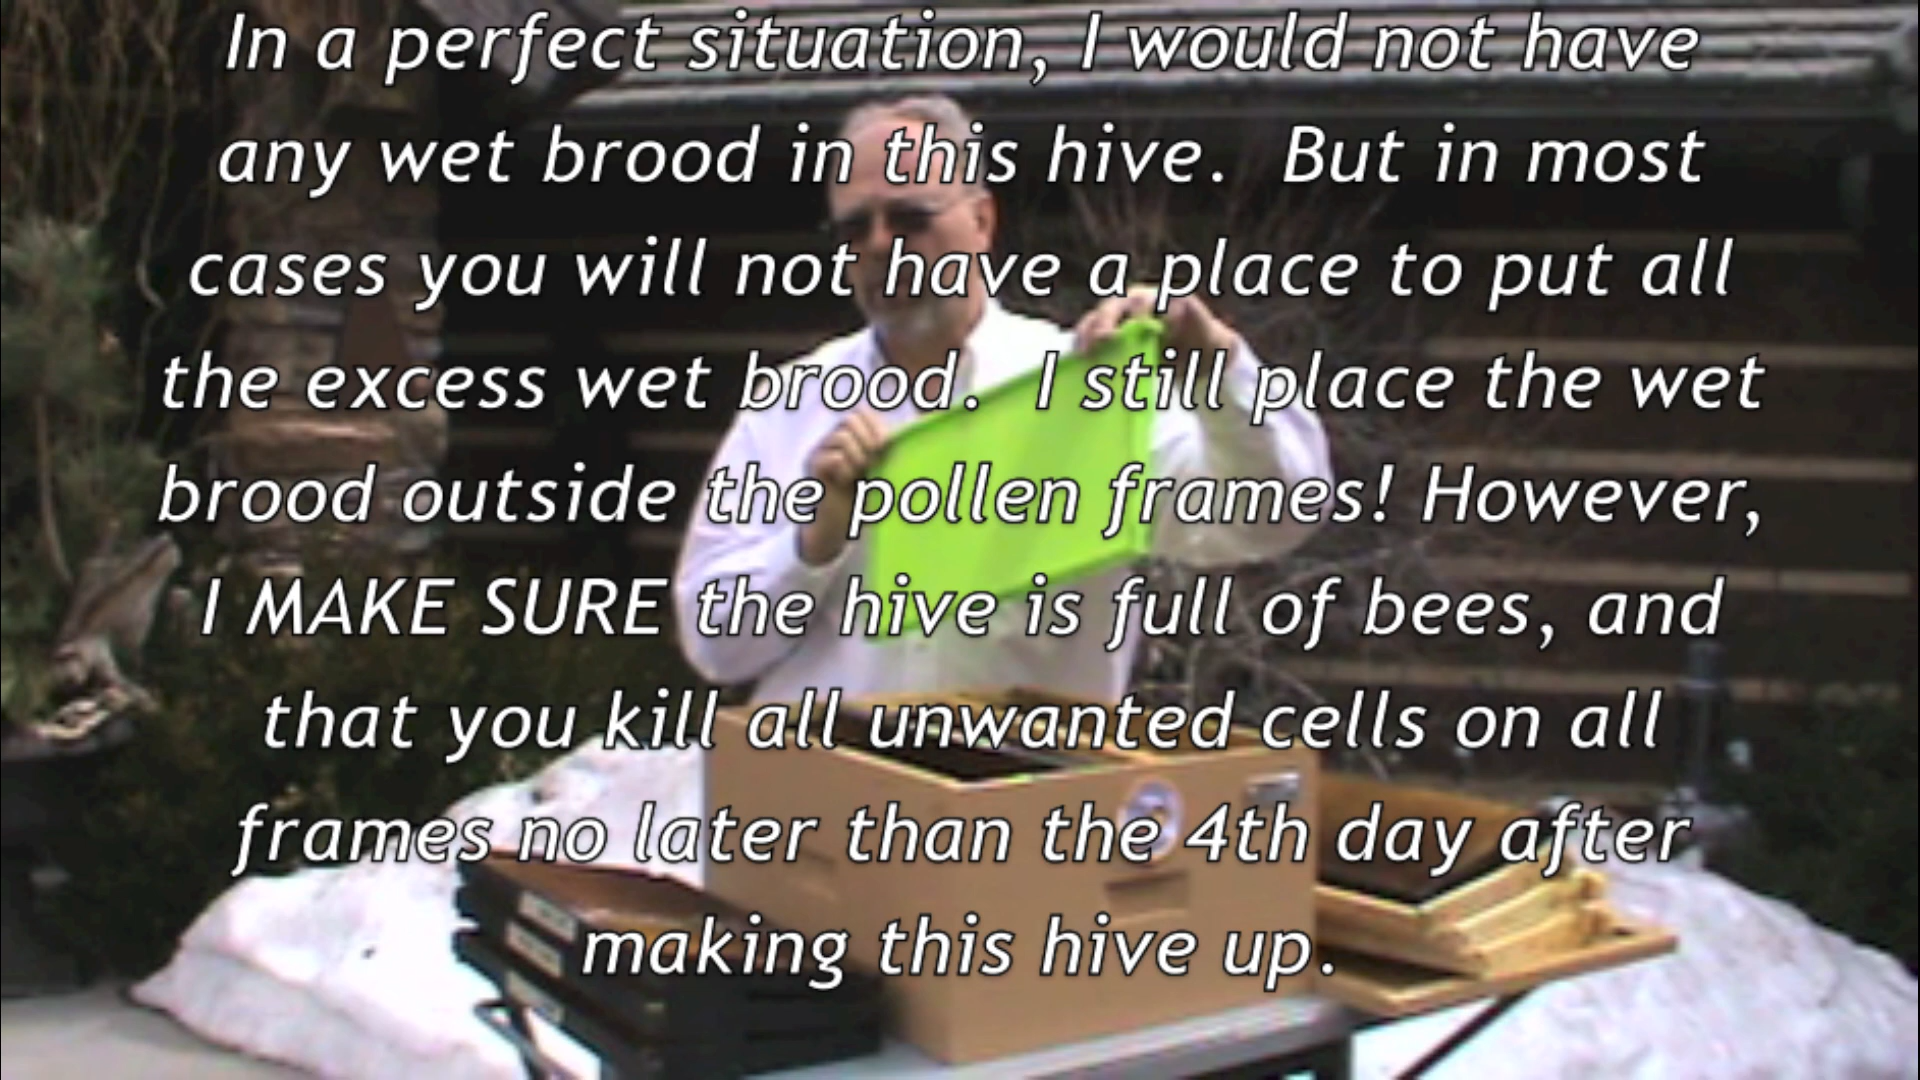 In a perfect situation, I would not have
any wet brood in this hive.  But in most
cases you will not have a place to put all
the excess wet brood.  I still place the wet
brood outside the pollen frames! However,
I MAKE SURE the hive is full of bees, and
that you kill all unwanted cells on all
frames no later than the 4th day after
making this hive up.